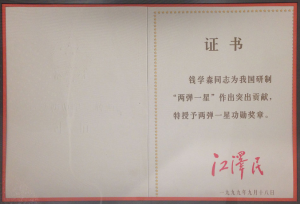 证书
钱学森同志为我国研制
“两弹一星”作出突出贡献，
特授予两弹一星功勋奖章。
江泽民
一九九九年九月十八日